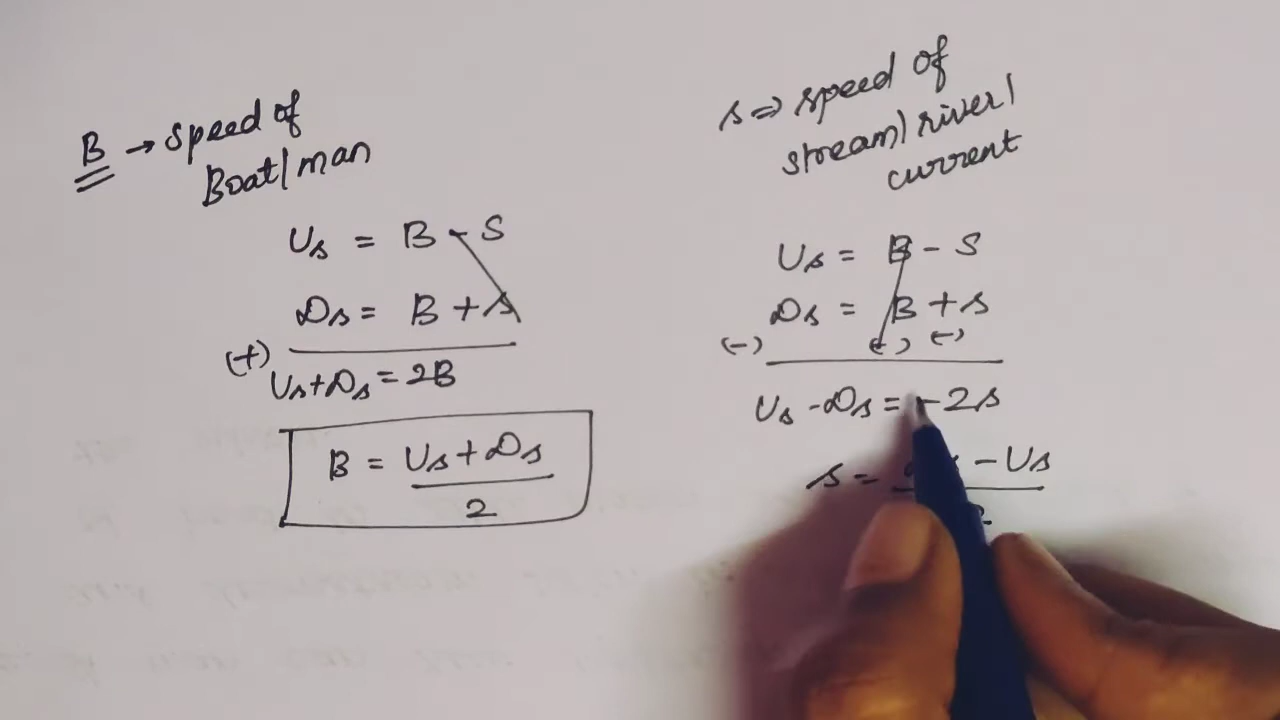 B → speed of
Boat/man
Us = B - S
Ds = B + s
(+)
Us+Ds = 2B
B = Us + Ds
2
s => speed of
stream/river/
current
Us = B - S
Ds = B + s
(-) (-) (-)
Us - Ds = -2s
s = - Us